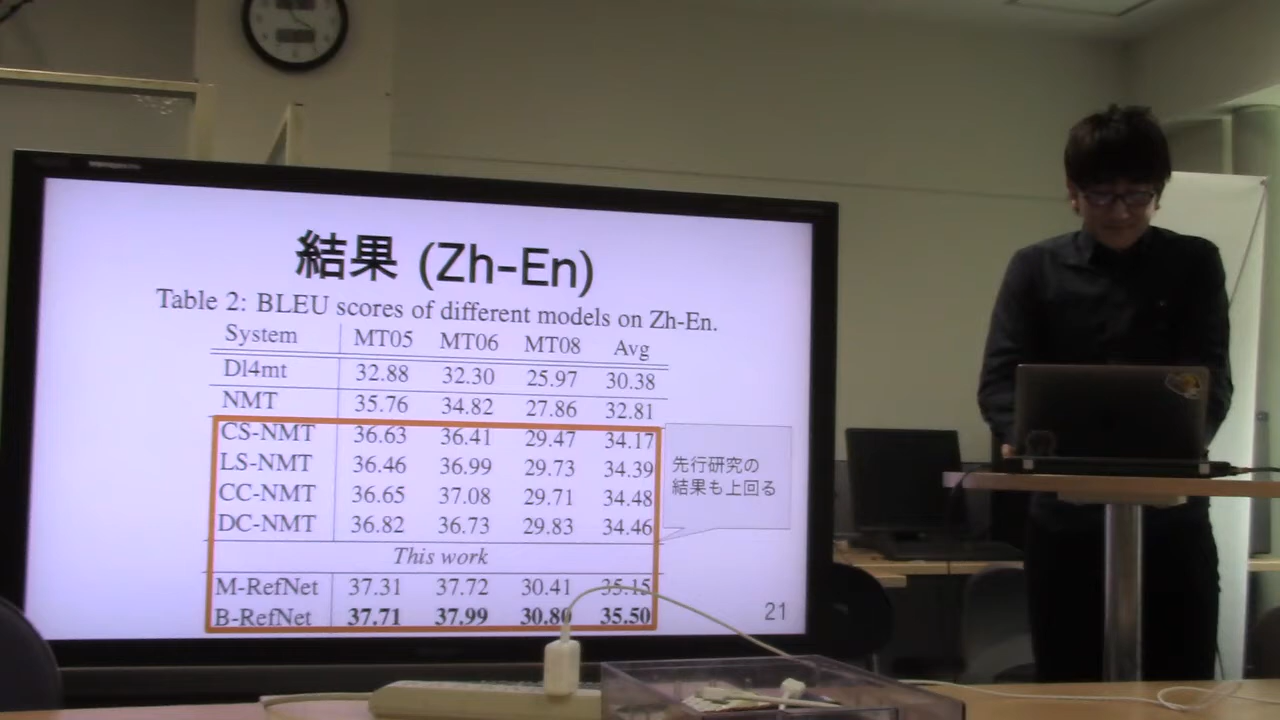 結果 (Zh-En)
Table 2: BLEU scores of different models on Zh-En.
System MT05 MT06 MT08 Avg
Dl4mt 32.88 32.30 25.97 30.38
NMT 35.76 34.82 27.86 32.81
CS-NMT 36.63 36.41 29.47 34.17
LS-NMT 36.46 36.99 29.73 34.39
CC-NMT 36.65 37.08 29.71 34.48
DC-NMT 36.82 36.73 29.83 34.46
This work
M-RefNet 37.31 37.72 30.41 35.15
B-RefNet 37.71 37.99 30.80 35.50
先行研究の
結果も上回る
21